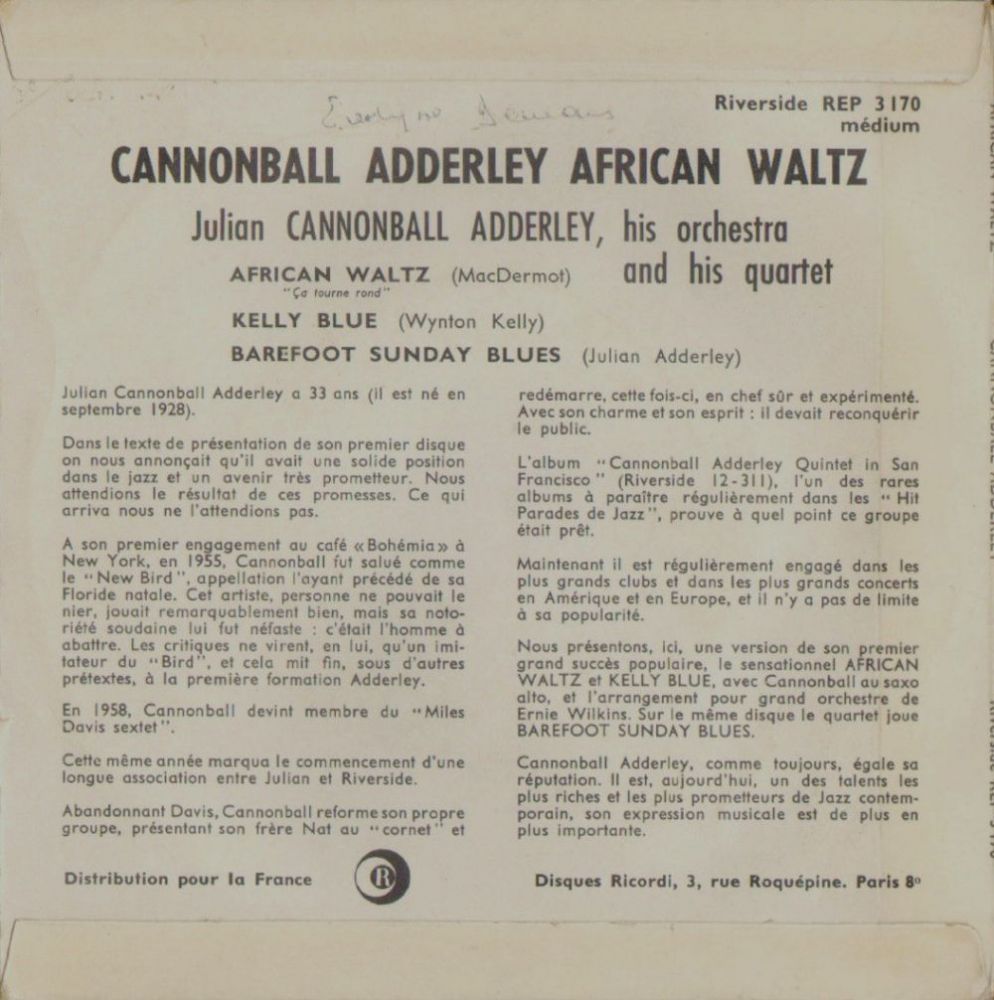 Riverside REP 3170
médium
CANNONBALL ADDERLEY AFRICAN WALTZ
Julian CANNONBALL ADDERLEY, his orchestra
and his quartet
AFRICAN WALTZ (MacDermot)
"Ça tourne rond"
KELLY BLUE (Wynton Kelly)
BAREFOOT SUNDAY BLUES (Julian Adderley)
Julian Cannonball Adderley a 33 ans (il est né en
septembre 1928).
Dans le texte de présentation de son premier disque
on nous annonçait qu'il avait une solide position
dans le jazz et un avenir très prometteur. Nous
attendions le résultat de ces promesses. Ce qui
arriva nous ne l'attendions pas.
A son premier engagement au café «Bohémia» à
New York, en 1955, Cannonball fut salué comme
le "New Bird", appellation l'ayant précédé de sa
Floride natale. Cet artiste, personne ne pouvait le
nier, jouait remarquablement bien, mais sa noto-
riété soudaine lui fut néfaste : c'était l'homme à
abattre. Les critiques ne virent, en lui, qu'un imi-
tateur du "Bird", et cela mit fin, sous d'autres
prétextes, à la première formation Adderley.
En 1958, Cannonball devint membre du "Miles
Davis sextet".
Cette même année marqua le commencement d'une
longue association entre Julian et Riverside.
Abandonnant Davis, Cannonball reforme son propre
groupe, présentant son frère Nat au "cornet" et
redémarre, cette fois-ci, en chef sûr et expérimenté.
Avec son charme et son esprit : il devait reconquérir
le public.
L'album "Cannonball Adderley Quintet in San
Francisco" (Riverside 12-311), l'un des rares
albums à paraître régulièrement dans les "Hit
Parades de Jazz", prouve à quel point ce groupe
était prêt.
Maintenant il est régulièrement engagé dans les
plus grands clubs et dans les plus grands concerts
en Amérique et en Europe, et il n'y a pas de limite
à sa popularité.
Nous présentons, ici, une version de son premier
grand succès populaire, le sensationnel AFRICAN
WALTZ et KELLY BLUE, avec Cannonball au saxo
alto, et l'arrangement pour grand orchestre de
Ernie Wilkins. Sur le même disque le quartet joue
BAREFOOT SUNDAY BLUES.
Cannonball Adderley, comme toujours, égale sa
réputation. Il est, aujourd'hui, un des talents les
plus riches et les plus prometteurs de Jazz contem-
porain, son expression musicale est de plus en
plus importante.
Distribution pour la France
R
Disques Ricordi, 3, rue Roquépine. Paris 8º